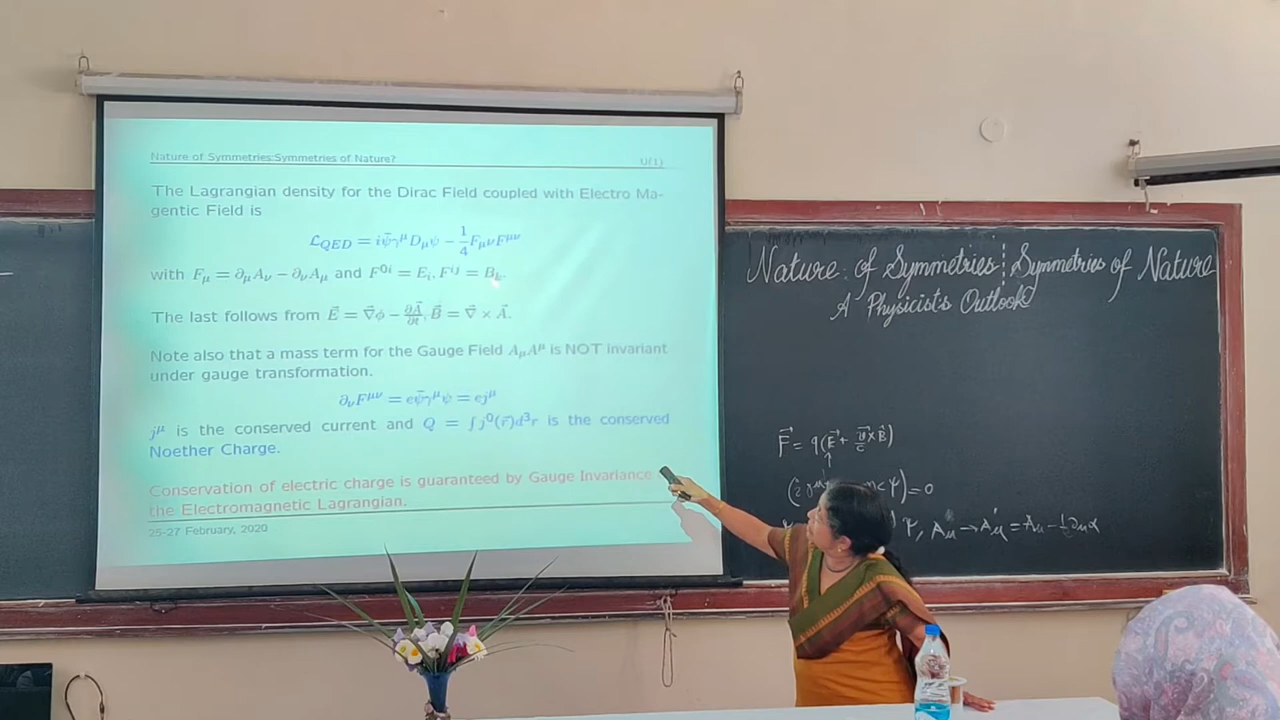 Nature of Symmetries:Symmetries of Nature? U(1)
The Lagrangian density for the Dirac Field coupled with Electro Ma-
gentic Field is
ℒ_QED = iψ̄γ^μ D_μ ψ − 1/4 F_μν F^μν
with F_μ = ∂_μ A_ν − ∂_ν A_μ and F^0i = E_i, F^ij = B_k.
The last follows from E⃗ = ∇⃗φ − ∂A⃗/∂t, B⃗ = ∇⃗ × A⃗.
Note also that a mass term for the Gauge Field A_μ A^μ is NOT invariant
under gauge transformation.
∂_ν F^μν = eψ̄γ^μ ψ = ej^μ
j^μ is the conserved current and Q = ∫ j^0(r⃗)d^3r is the conserved
Noether Charge.
Conservation of electric charge is guaranteed by Gauge Invariance
the Electromagnetic Lagrangian.
25-27 February, 2020
Nature of Symmetries Symmetries of Nature
A Physicist's Outlook
F⃗ = q(E⃗ + v⃗/c × B⃗)
ψ) = 0
ψ, A_μ → A'_μ = A_μ − ∂_μ α